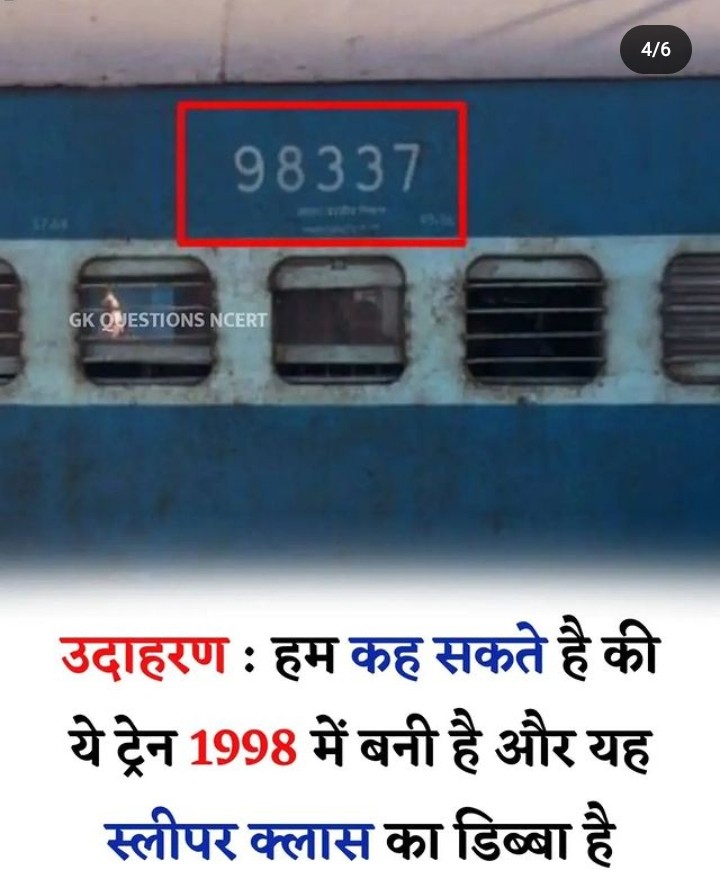 4/6
98337
GK QUESTIONS NCERT
उदाहरण : हम कह सकते है की
ये ट्रेन 1998 में बनी है और यह
स्लीपर क्लास का डिब्बा है